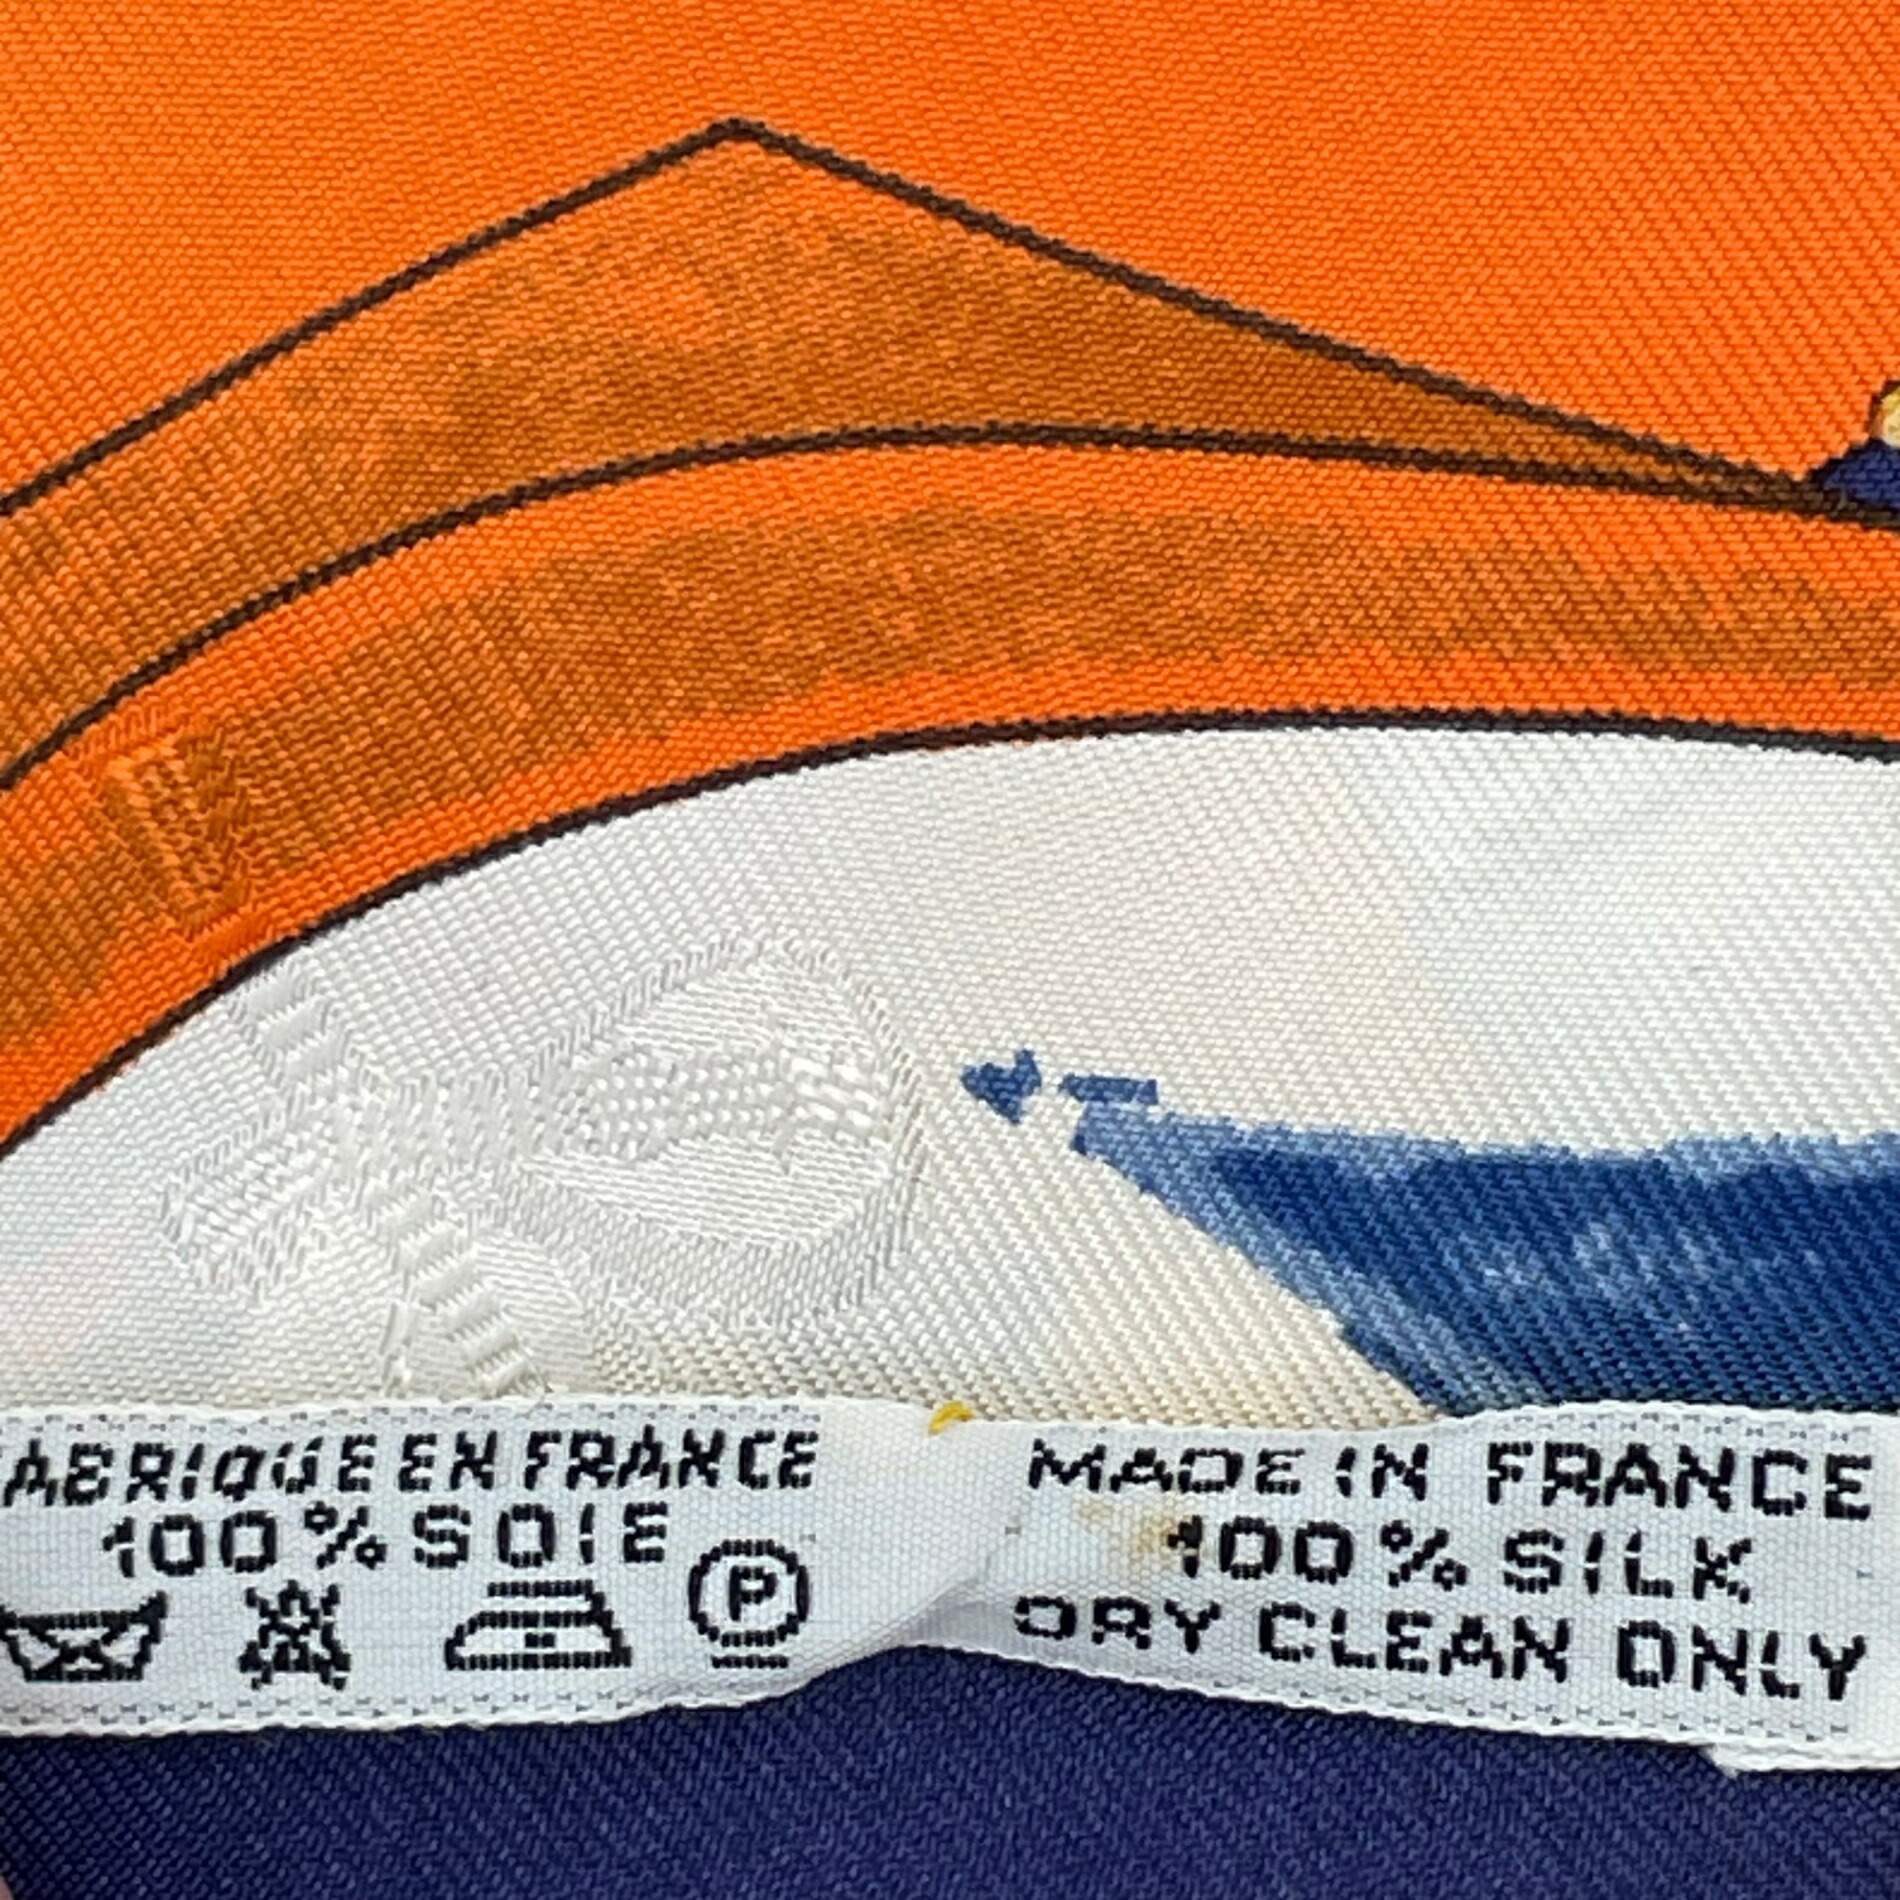 ABRIQUE EN FRANCE
100% SOIE
P
MADE IN FRANCE
100% SILK
DRY CLEAN ONLY